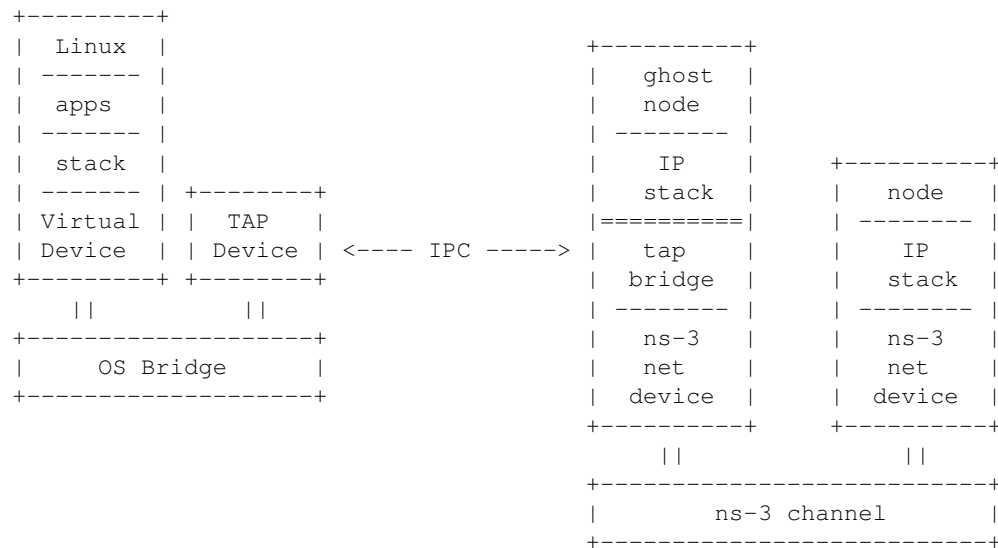 +---------+
|  Linux  |                             +----------+
| ------- |                             |   ghost  |
|  apps   |                             |   node   |
| ------- |                             | -------- |
|  stack  |                             |    IP    |     +----------+
| ------- | +--------+                  |   stack  |     |   node   |
| Virtual | |  TAP   |                  |==========|     | -------- |
| Device  | | Device | <---- IPC -----> |   tap    |     |    IP    |
+---------+ +--------+                  |  bridge  |     |   stack  |
    ||          ||                      | -------- |     | -------- |
+--------------------+                  |   ns-3   |     |   ns-3   |
|     OS Bridge      |                  |   net    |     |   net    |
+--------------------+                  |  device  |     |  device  |
                                        +----------+     +----------+
                                             ||               ||
                                        +---------------------------+
                                        |        ns-3 channel       |
                                        +---------------------------+